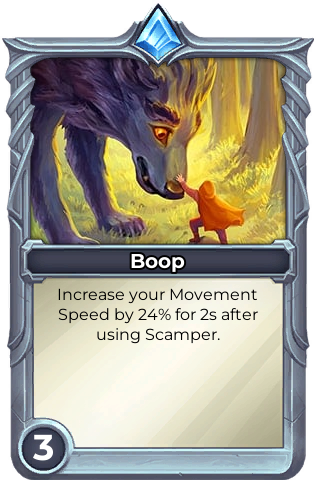 Boop
Increase your Movement
Speed by 24% for 2s after
using Scamper.
3